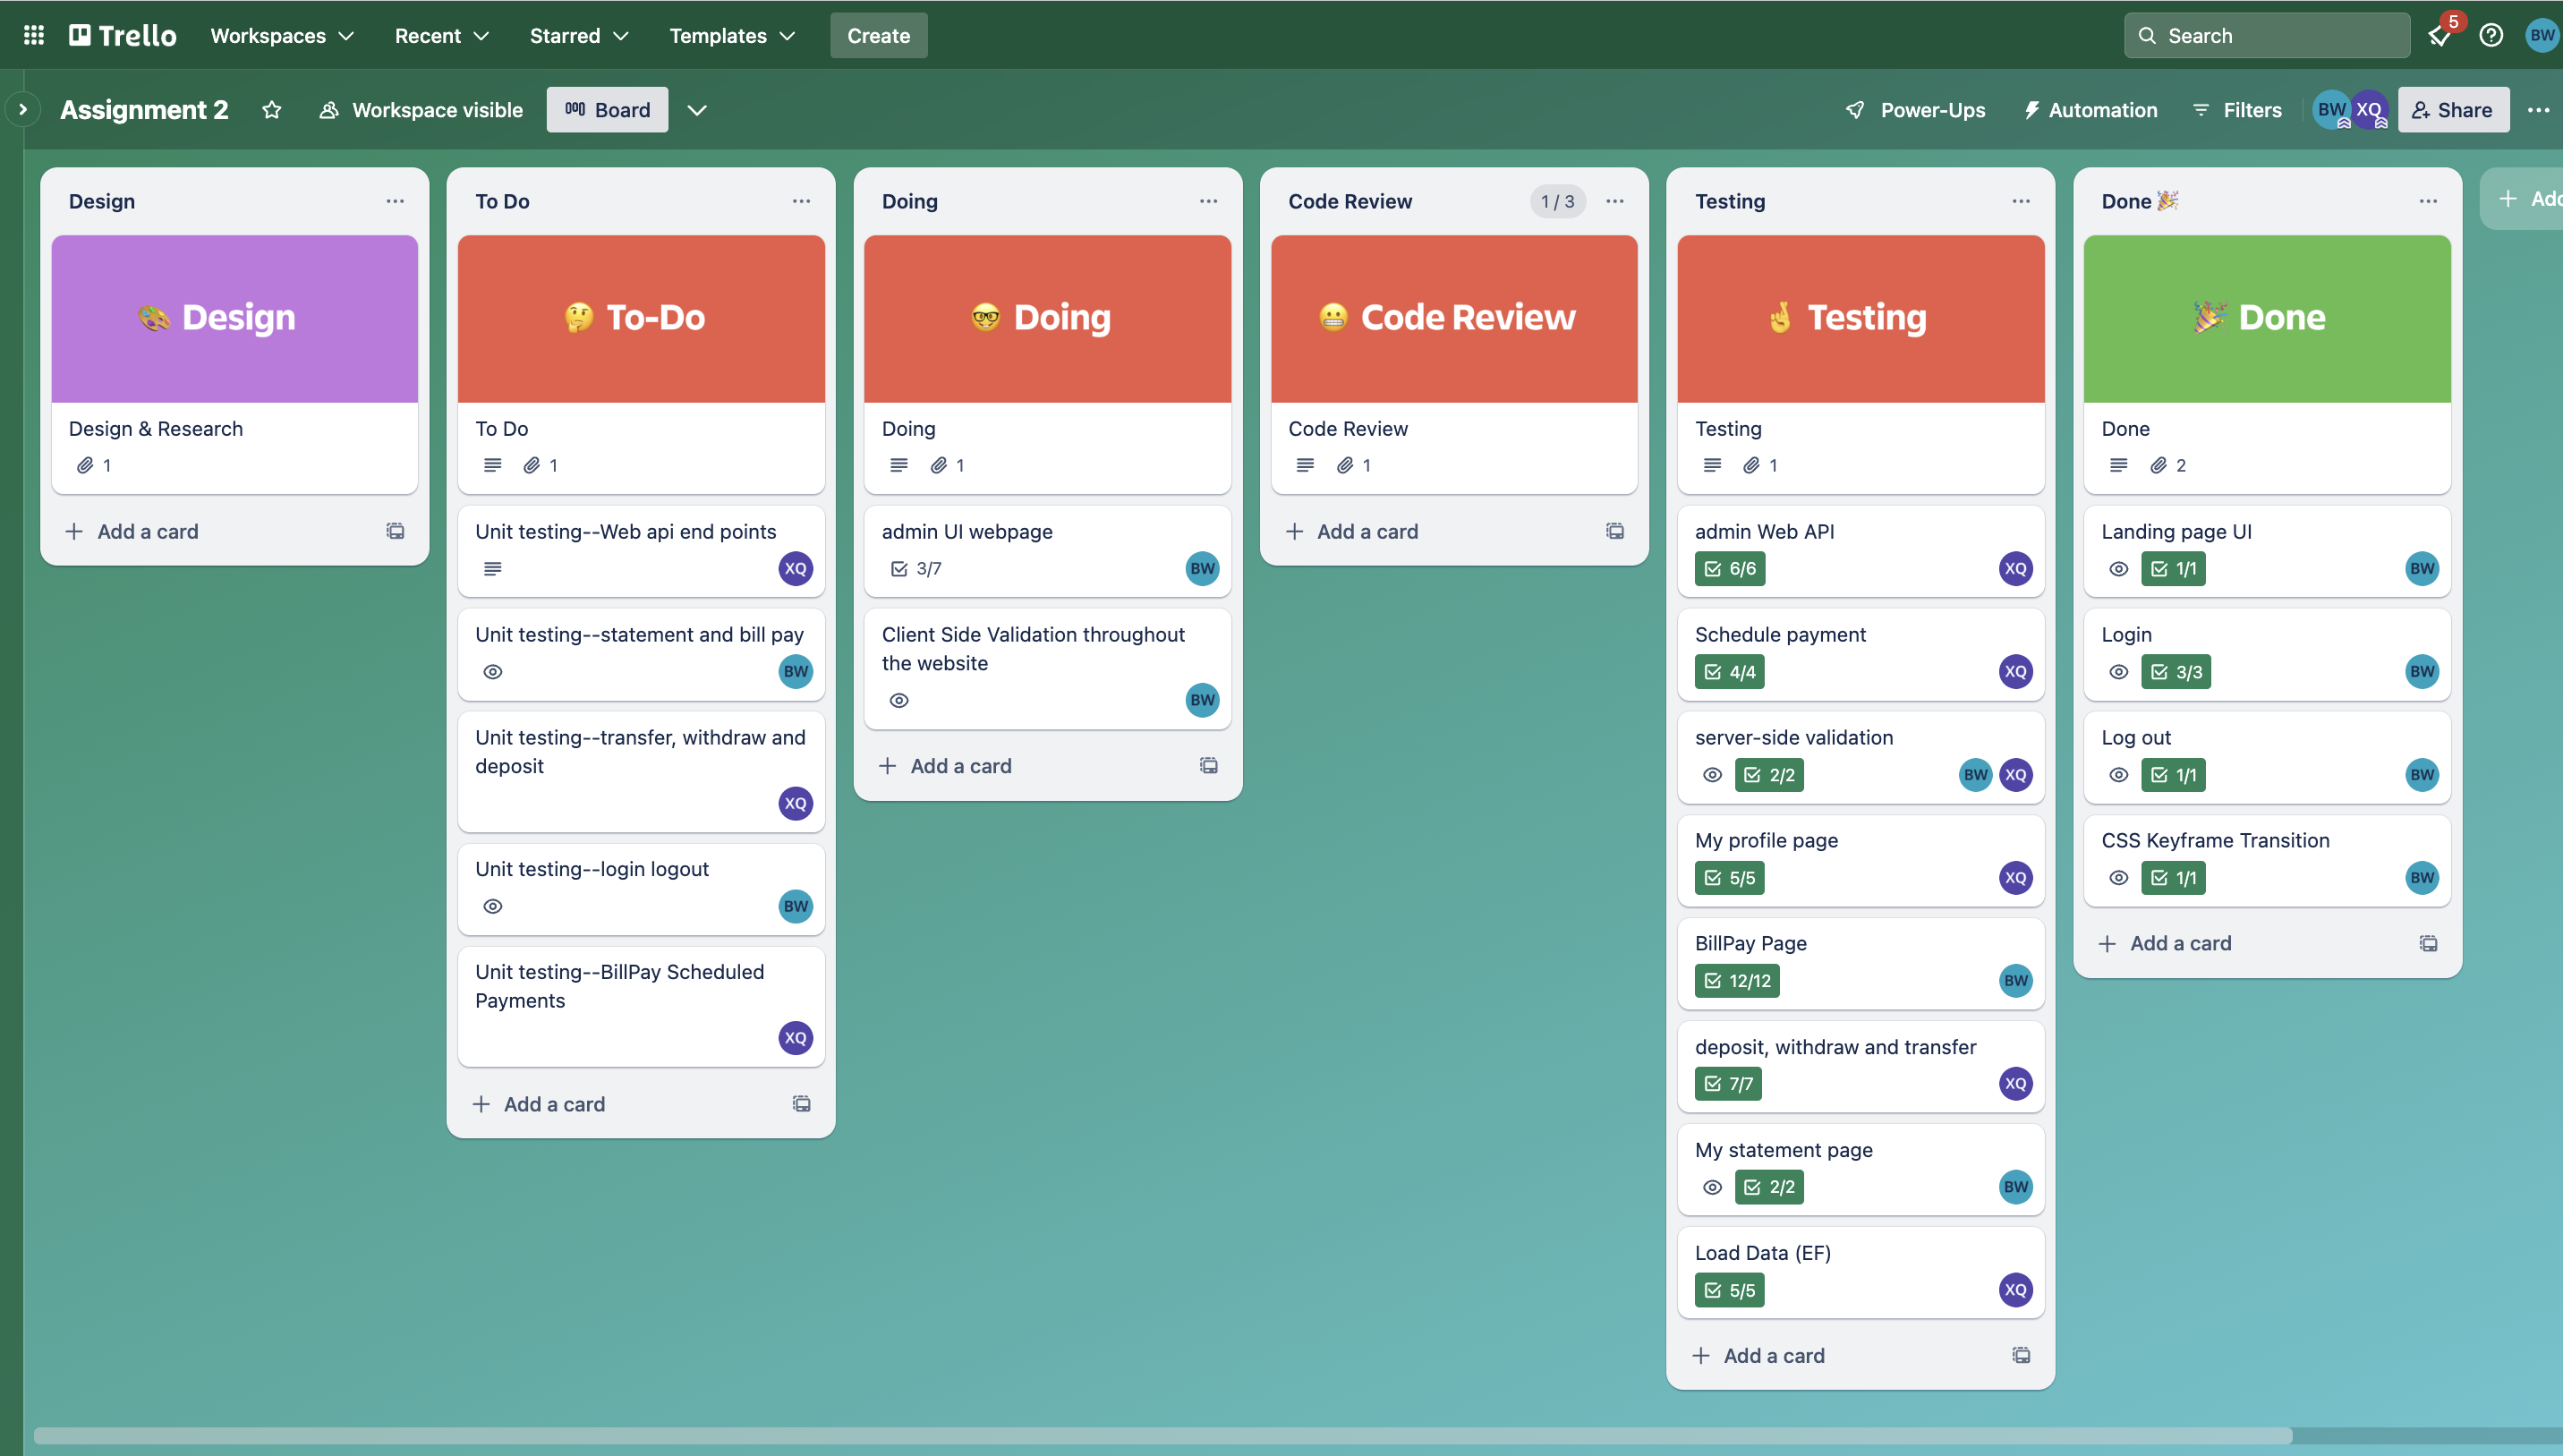 Trello
Workspaces
Recent
Starred
Templates
Create
Search
5
BW
Assignment 2
Workspace visible
Board
Power-Ups
Automation
Filters
BW
XQ
Share
Design
Design
Design & Research
1
Add a card
To Do
To-Do
To Do
1
Unit testing--Web api end points
XQ
Unit testing--statement and bill pay
BW
Unit testing--transfer, withdraw and
deposit
XQ
Unit testing--login logout
BW
Unit testing--BillPay Scheduled
Payments
XQ
Add a card
Doing
Doing
Doing
1
admin UI webpage
3/7
BW
Client Side Validation throughout
the website
BW
Add a card
Code Review
1 / 3
Code Review
Code Review
1
Add a card
Testing
Testing
Testing
1
admin Web API
6/6
XQ
Schedule payment
4/4
XQ
server-side validation
2/2
BW
XQ
My profile page
5/5
XQ
BillPay Page
12/12
BW
deposit, withdraw and transfer
7/7
XQ
My statement page
2/2
BW
Load Data (EF)
5/5
XQ
Add a card
Done
Done
Done
2
Landing page UI
1/1
BW
Login
3/3
BW
Log out
1/1
BW
CSS Keyframe Transition
1/1
BW
Add a card
Add